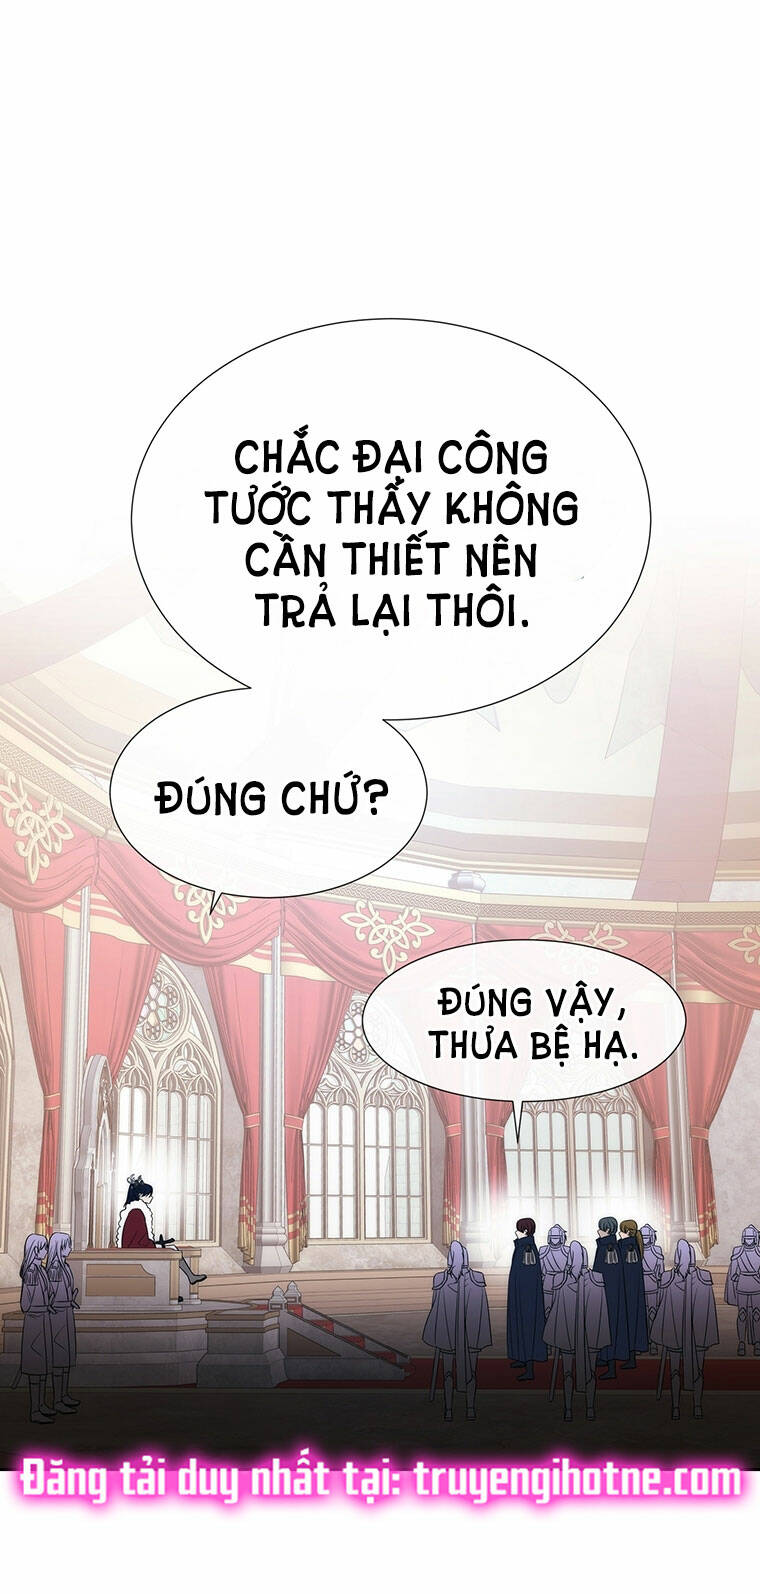 CHẮC ĐẠI CÔNG
TƯỚC THẤY KHÔNG
CẦN THIẾT NÊN
TRẢ LẠI THÔI.
ĐÚNG CHỨ?
ĐÚNG VẬY,
THƯA BỆ HẠ.
Đăng tải duy nhất tại: truyengihotne.com